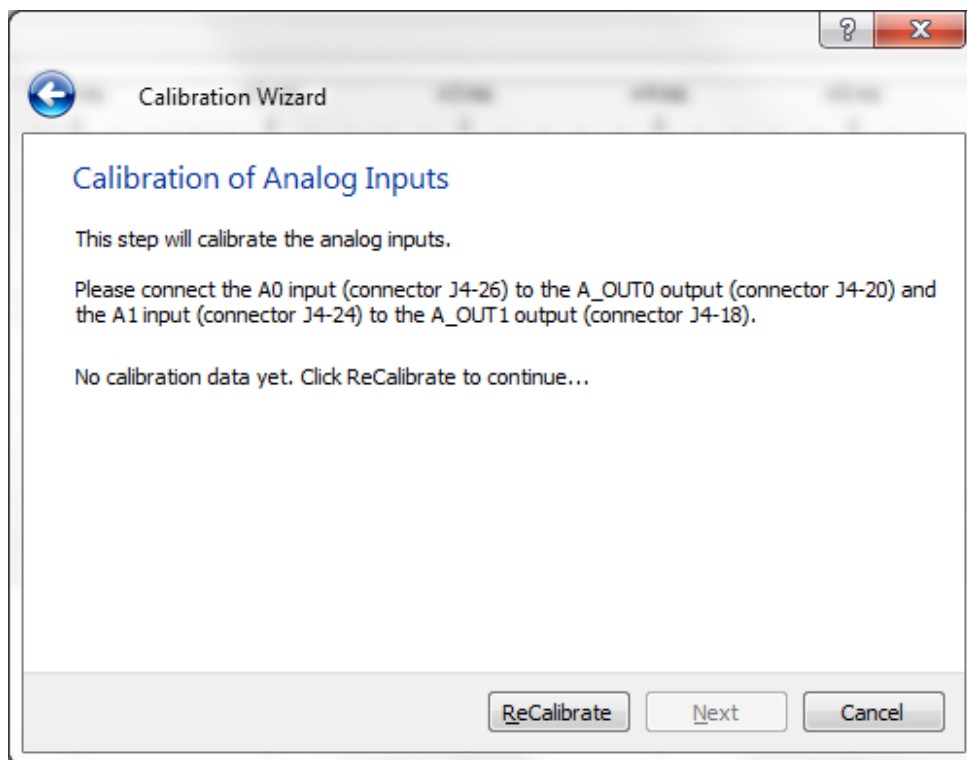 Calibration Wizard
Calibration of Analog Inputs
This step will calibrate the analog inputs.
Please connect the A0 input (connector J4-26) to the A_OUT0 output (connector J4-20) and
the A1 input (connector J4-24) to the A_OUT1 output (connector J4-18).
No calibration data yet. Click ReCalibrate to continue...
ReCalibrate Next Cancel